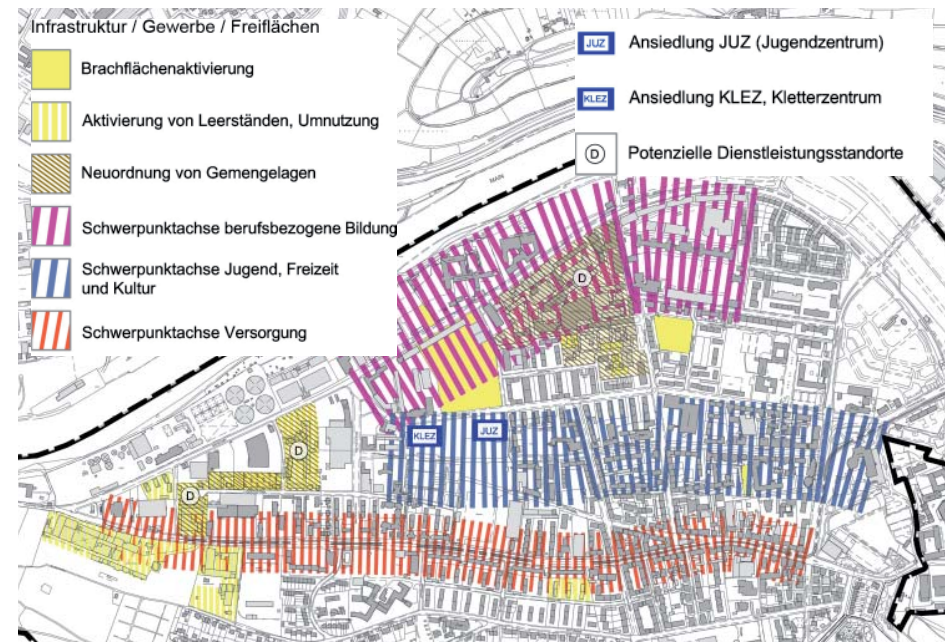 Infrastruktur / Gewerbe / Freiflächen
Brachflächenaktivierung
Aktivierung von Leerständen, Umnutzung
Neuordnung von Gemengelagen
Schwerpunktachse berufsbezogene Bildung
Schwerpunktachse Jugend, Freizeit
und Kultur
Schwerpunktachse Versorgung
JUZ Ansiedlung JUZ (Jugendzentrum)
KLEZ Ansiedlung KLEZ, Kletterzentrum
D Potenzielle Dienstleistungsstandorte
MAIN
D
KLEZ
JUZ
D
D